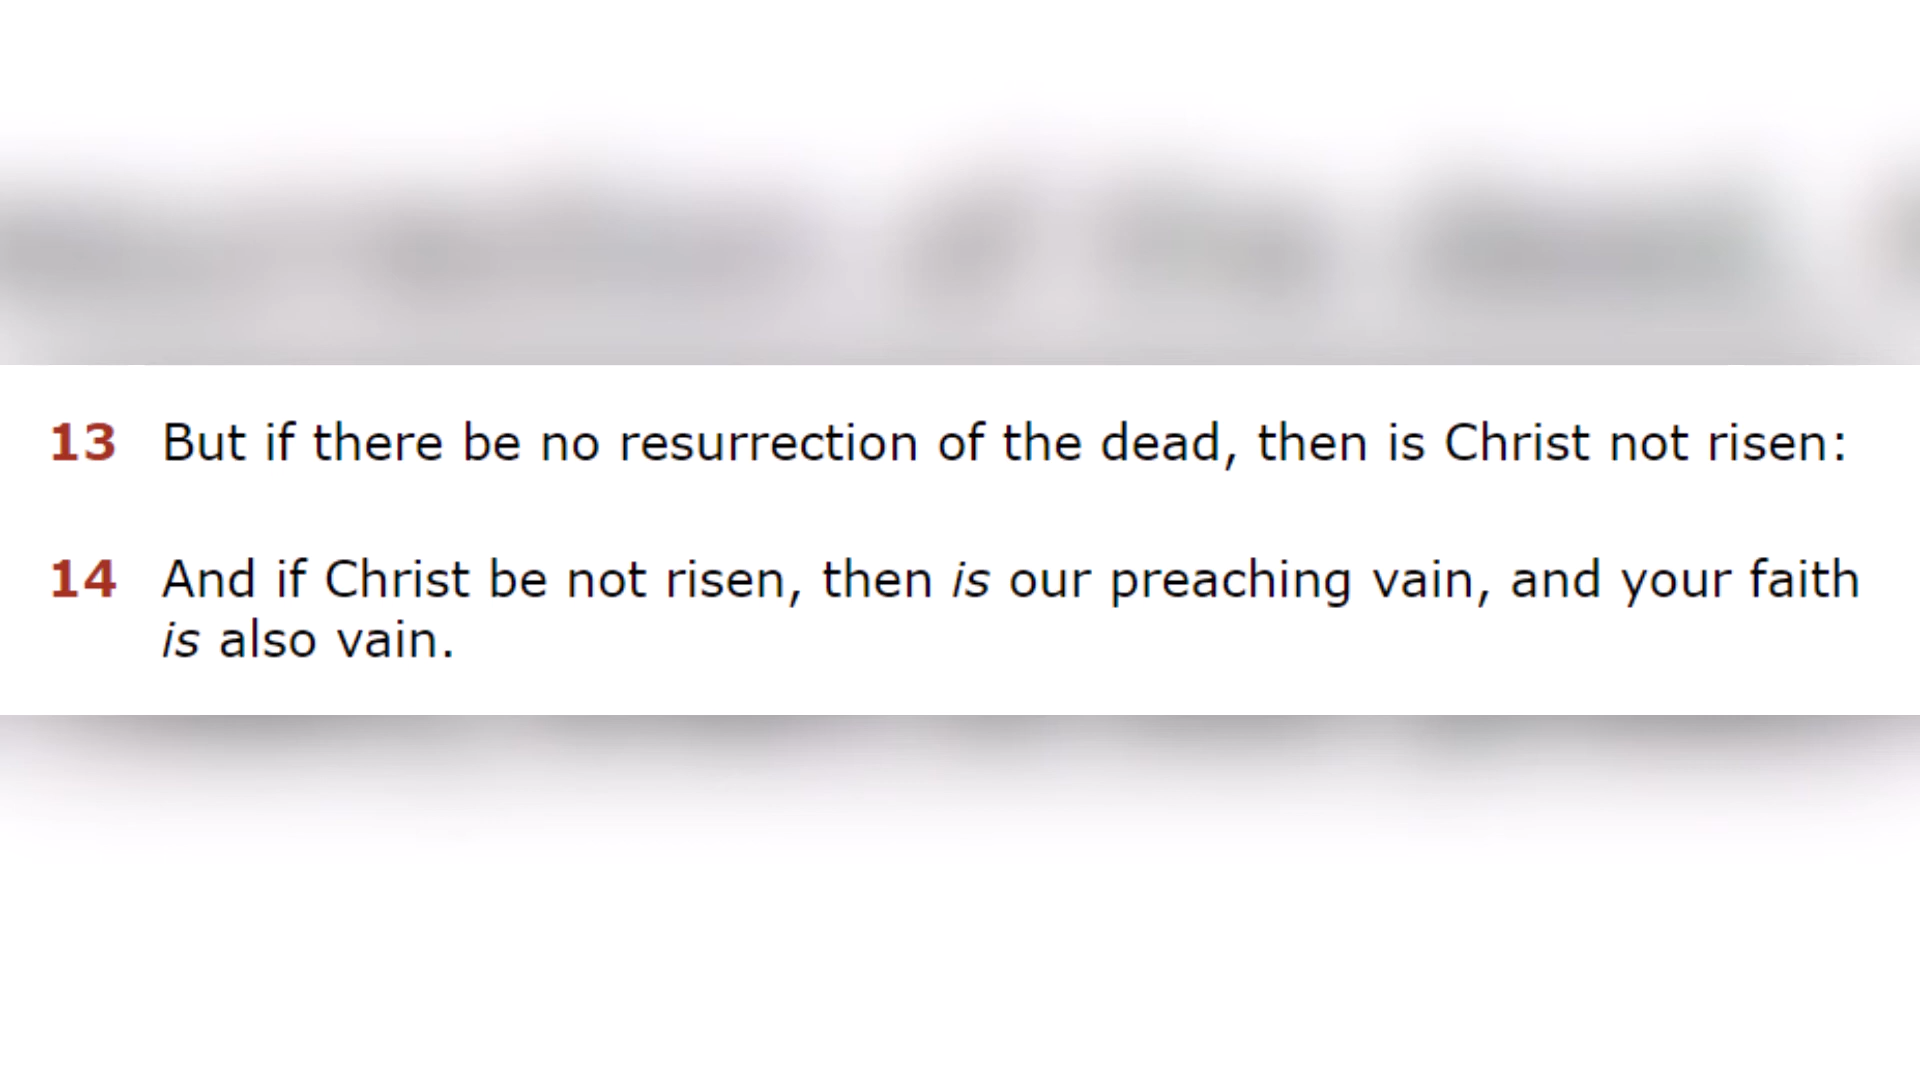 13 But if there be no resurrection of the dead, then is Christ not risen:
14 And if Christ be not risen, then is our preaching vain, and your faith
is also vain.